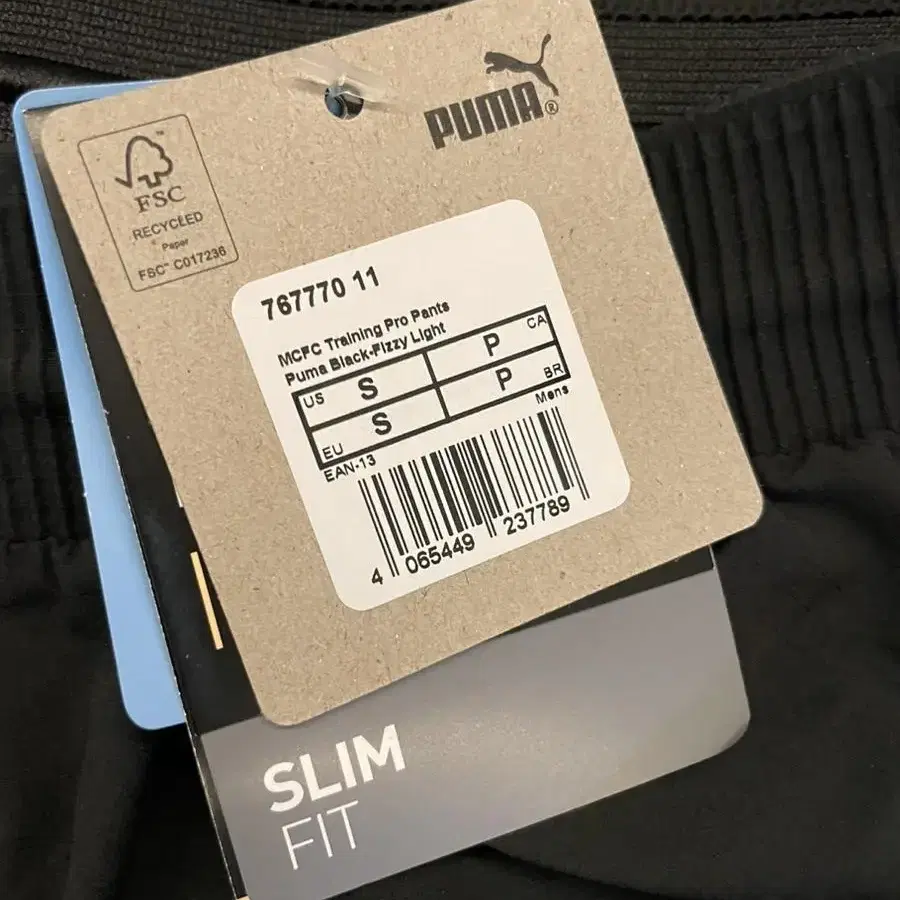 PUMA®
FSC
RECYCLED
Paper
FSC™ C017236
767770 11
MCFC Training Pro Pants
Puma Black-Fizzy Light
US S P CA
EU S P BR
EAN-13 Mens
4 065449 237789
SLIM
FIT